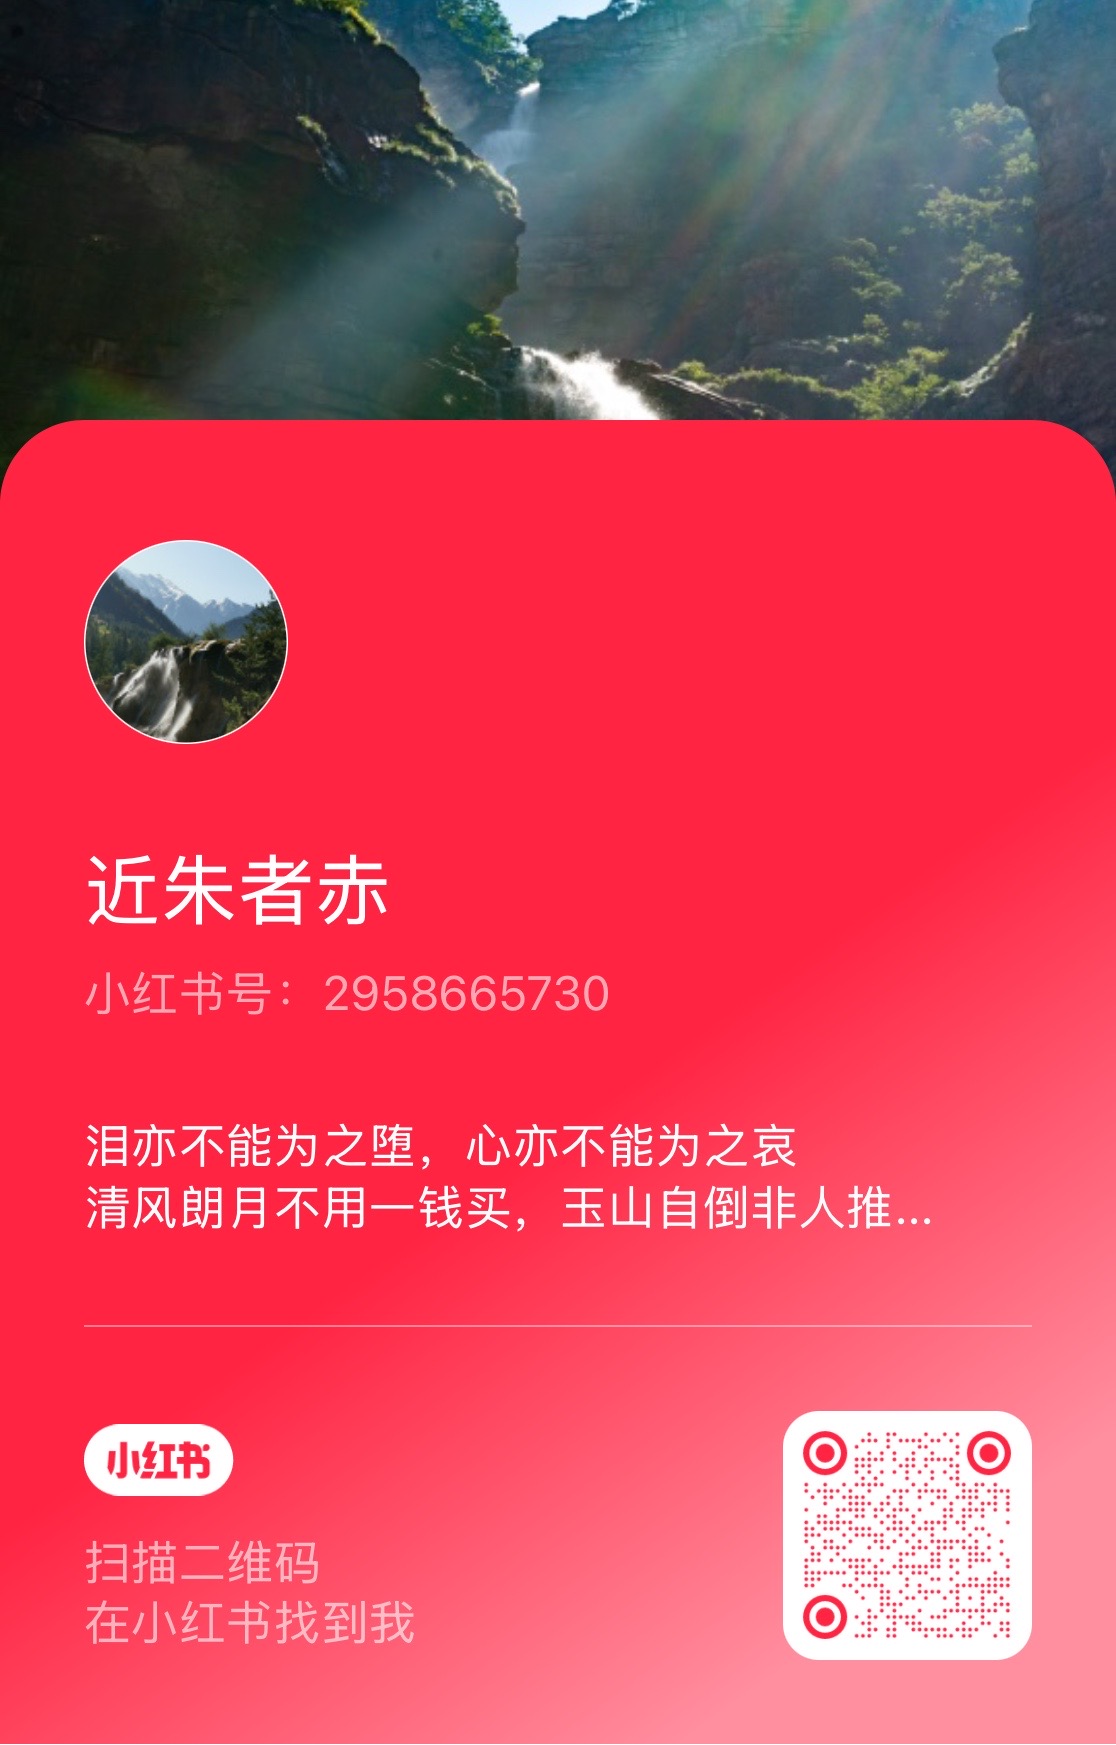 近朱者赤
小红书号：2958665730
泪亦不能为之堕，心亦不能为之哀
清风朗月不用一钱买，玉山自倒非人推...
小红书
扫描二维码
在小红书找到我